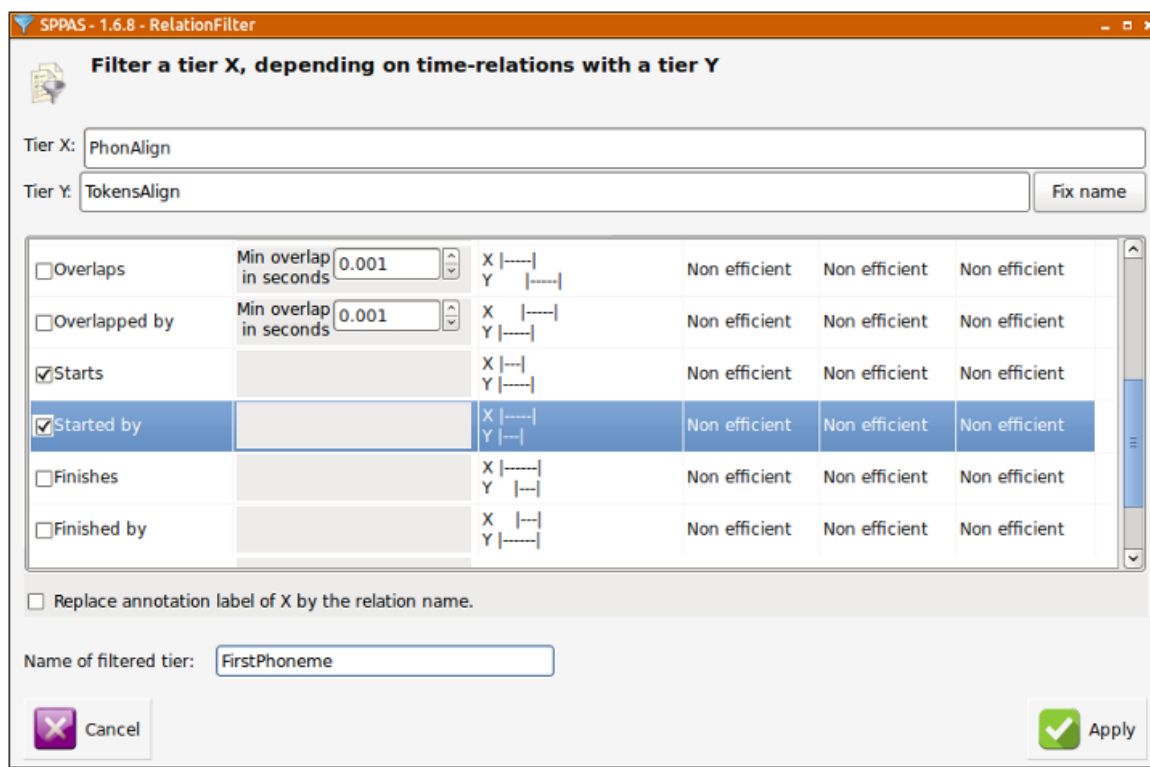 SPPAS - 1.6.8 - RelationFilter
Filter a tier X, depending on time-relations with a tier Y
Tier X: PhonAlign
Tier Y: TokensAlign Fix name
Overlaps Min overlap in seconds 0.001 X |-----| Y |-----| Non efficient Non efficient Non efficient
Overlapped by Min overlap in seconds 0.001 X |-----| Y |-----| Non efficient Non efficient Non efficient
Starts X |---| Y |-----| Non efficient Non efficient Non efficient
Started by X |-----| Y |---| Non efficient Non efficient Non efficient
Finishes X |------| Y |---| Non efficient Non efficient Non efficient
Finished by X |---| Y |------| Non efficient Non efficient Non efficient
Replace annotation label of X by the relation name.
Name of filtered tier: FirstPhoneme
Cancel Apply